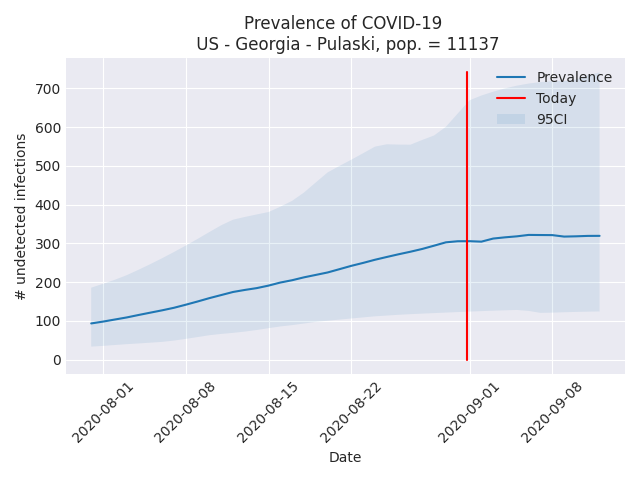 Prevalence of COVID-19
US - Georgia - Pulaski, pop. = 11137
Prevalence
Today
95CI
700
600
500
400
300
200
100
0
# undetected infections
2020-08-01
2020-08-08
2020-08-15
2020-08-22
2020-09-01
2020-09-08
Date